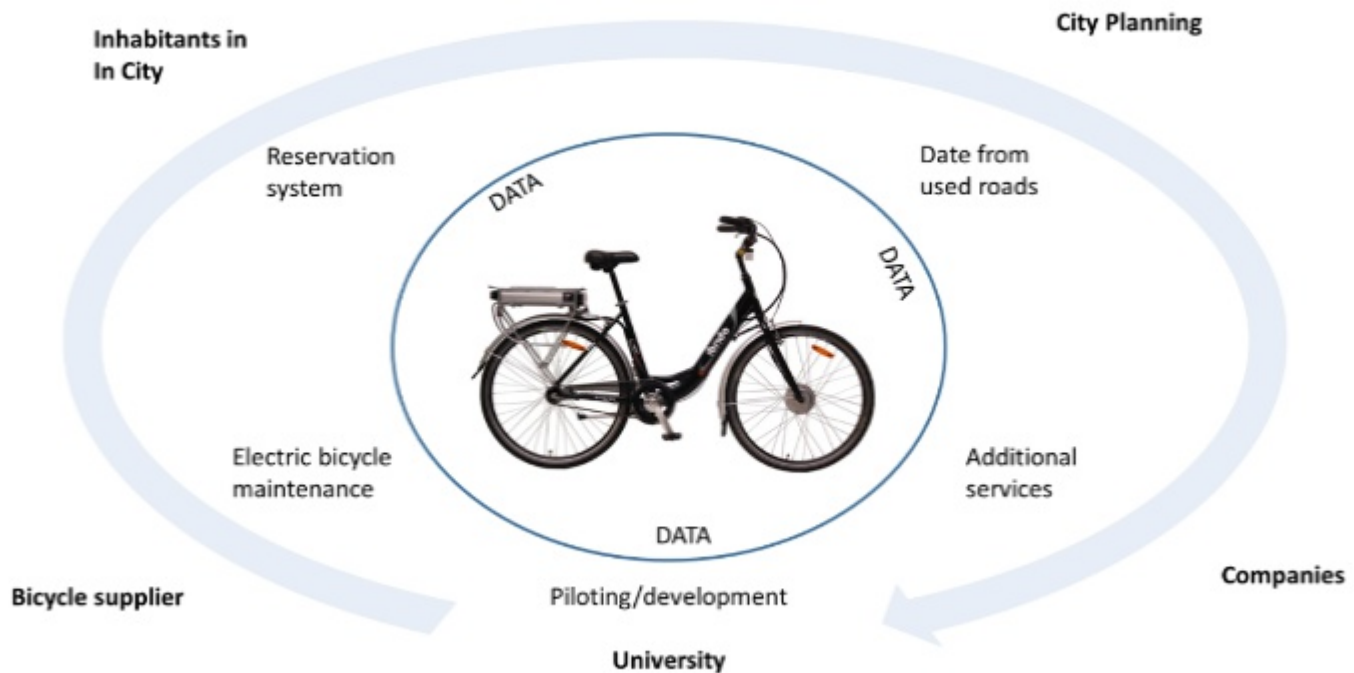 Inhabitants in
In City
City Planning
Reservation
system
Date from
used roads
DATA
DATA
Electric bicycle
maintenance
Additional
services
DATA
Bicycle supplier
Piloting/development
Companies
University